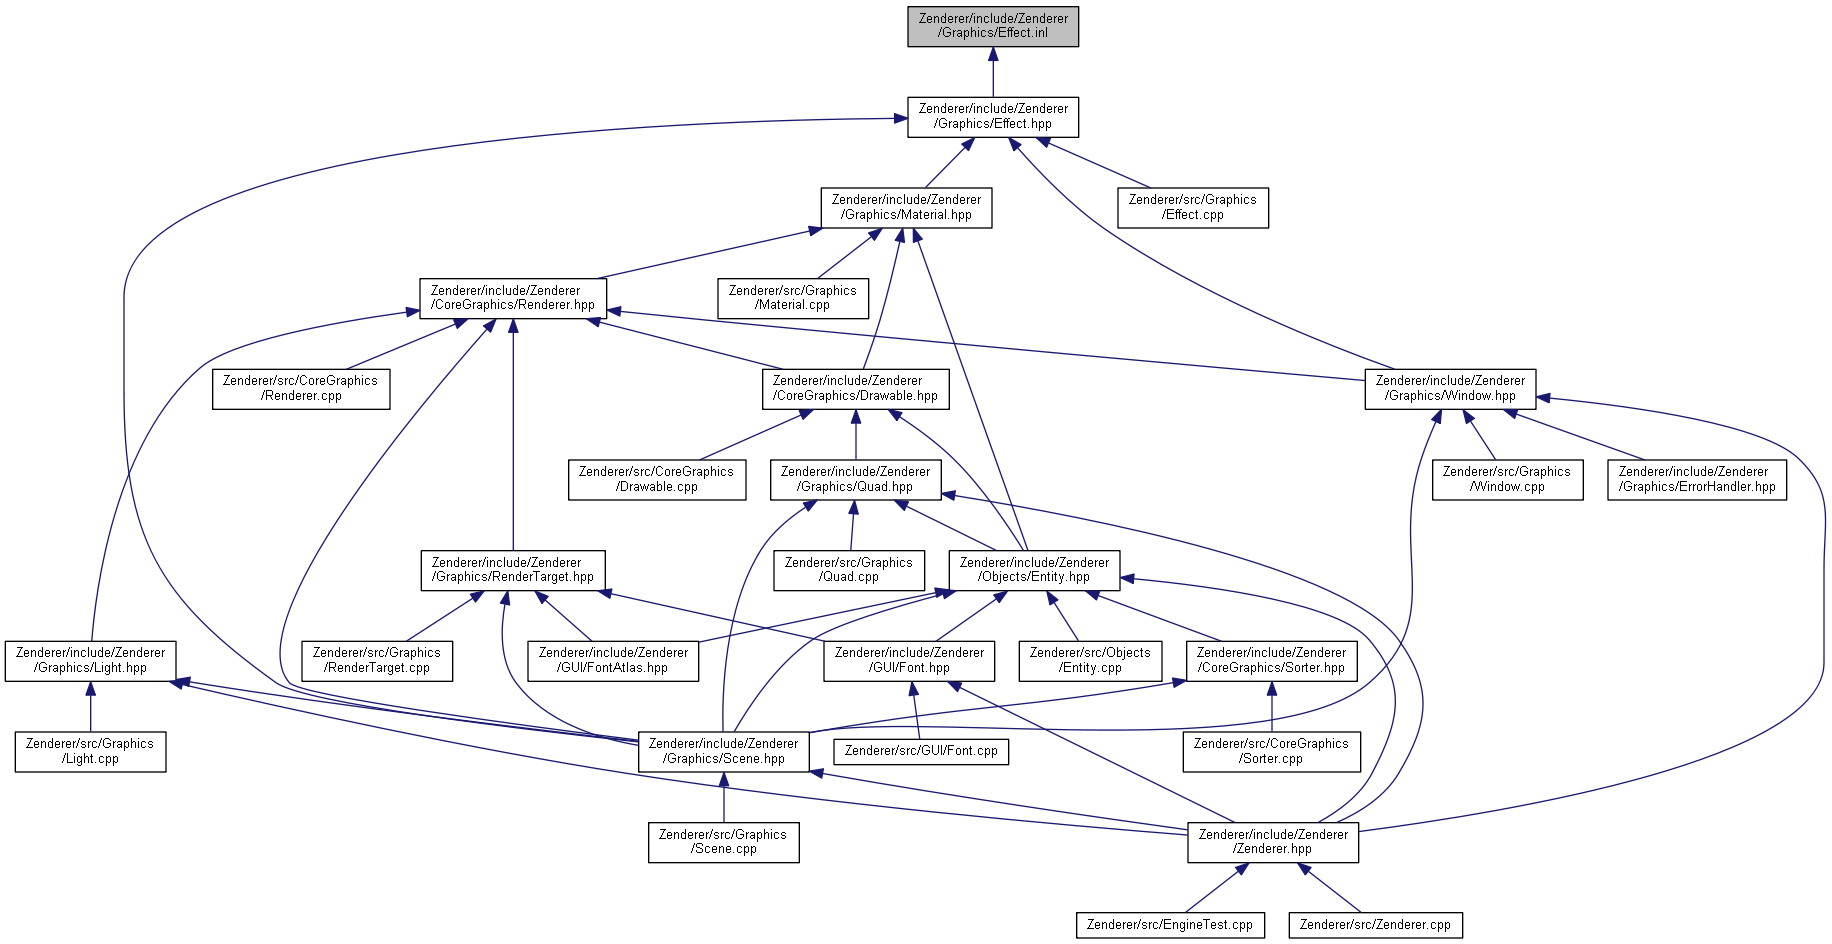 Zenderer/include/Zenderer
/Graphics/Effect.inl
Zenderer/include/Zenderer
/Graphics/Effect.hpp
Zenderer/include/Zenderer
/Graphics/Material.hpp
Zenderer/src/Graphics
/Effect.cpp
Zenderer/include/Zenderer
/CoreGraphics/Renderer.hpp
Zenderer/src/Graphics
/Material.cpp
Zenderer/src/CoreGraphics
/Renderer.cpp
Zenderer/include/Zenderer
/CoreGraphics/Drawable.hpp
Zenderer/include/Zenderer
/Graphics/Window.hpp
Zenderer/src/CoreGraphics
/Drawable.cpp
Zenderer/include/Zenderer
/Graphics/Quad.hpp
Zenderer/src/Graphics
/Window.cpp
Zenderer/include/Zenderer
/Graphics/ErrorHandler.hpp
Zenderer/include/Zenderer
/Graphics/RenderTarget.hpp
Zenderer/src/Graphics
/Quad.cpp
Zenderer/include/Zenderer
/Objects/Entity.hpp
Zenderer/include/Zenderer
/Graphics/Light.hpp
Zenderer/src/Graphics
/RenderTarget.cpp
Zenderer/include/Zenderer
/GUI/FontAtlas.hpp
Zenderer/include/Zenderer
/GUI/Font.hpp
Zenderer/src/Objects
/Entity.cpp
Zenderer/include/Zenderer
/CoreGraphics/Sorter.hpp
Zenderer/src/Graphics
/Light.cpp
Zenderer/include/Zenderer
/Graphics/Scene.hpp
Zenderer/src/GUI/Font.cpp
Zenderer/src/CoreGraphics
/Sorter.cpp
Zenderer/src/Graphics
/Scene.cpp
Zenderer/include/Zenderer
/Zenderer.hpp
Zenderer/src/EngineTest.cpp
Zenderer/src/Zenderer.cpp